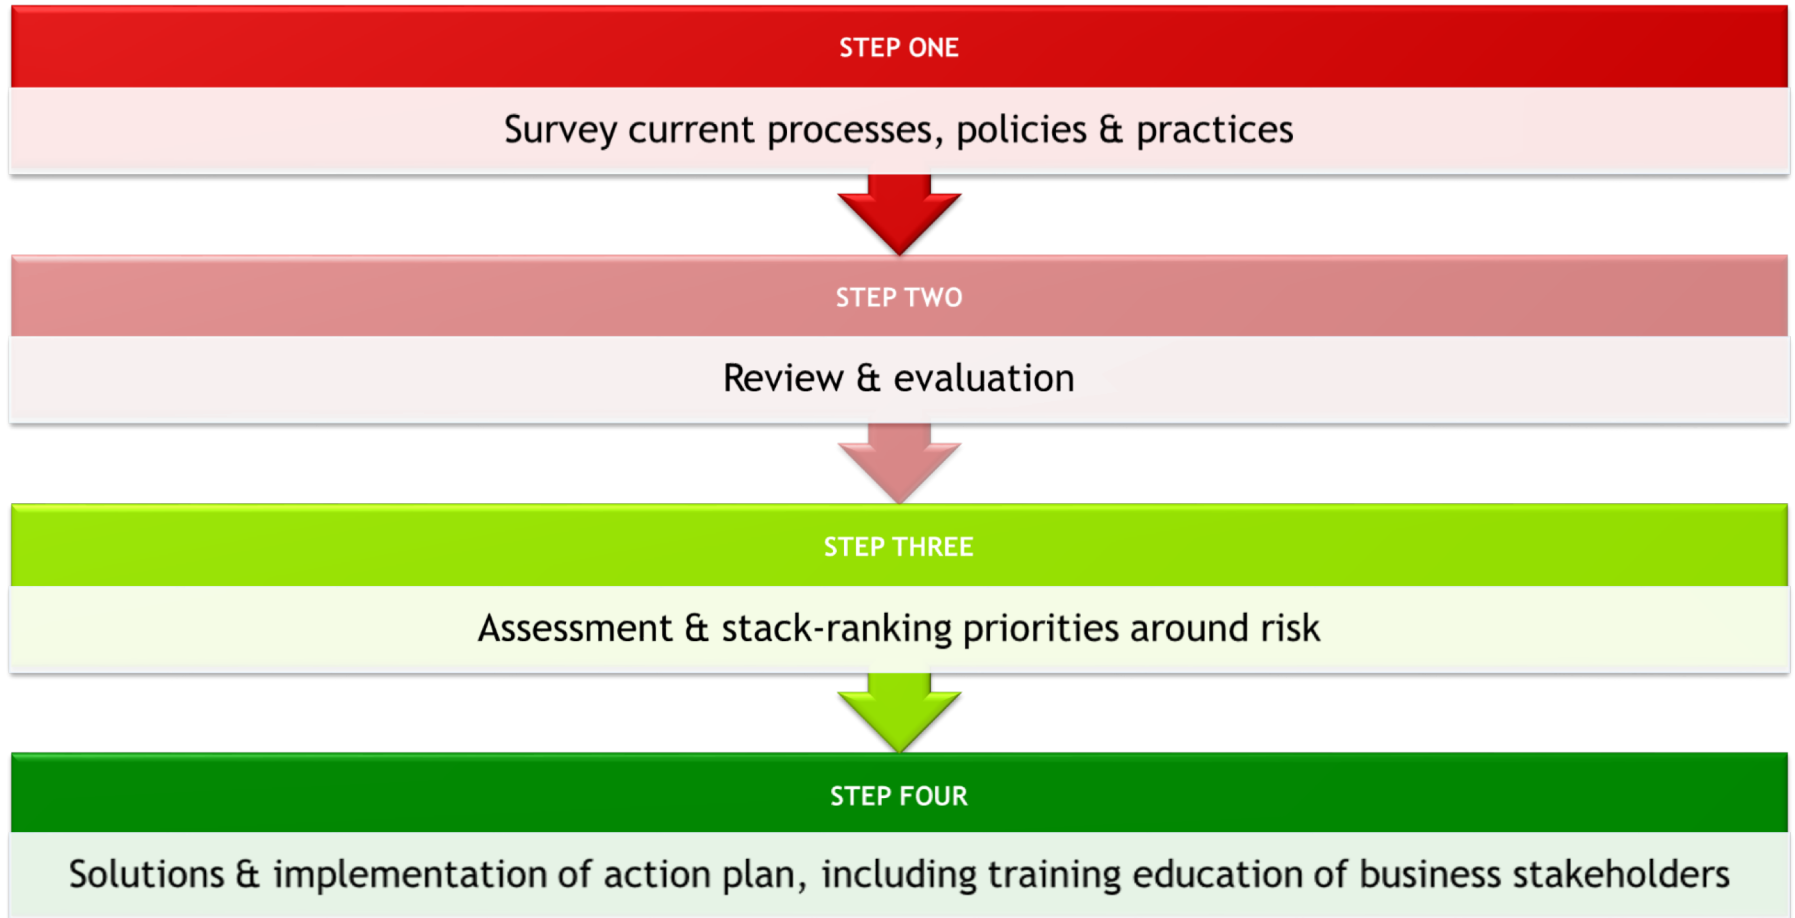 STEP ONE
Survey current processes, policies & practices
STEP TWO
Review & evaluation
STEP THREE
Assessment & stack-ranking priorities around risk
STEP FOUR
Solutions & implementation of action plan, including training education of business stakeholders